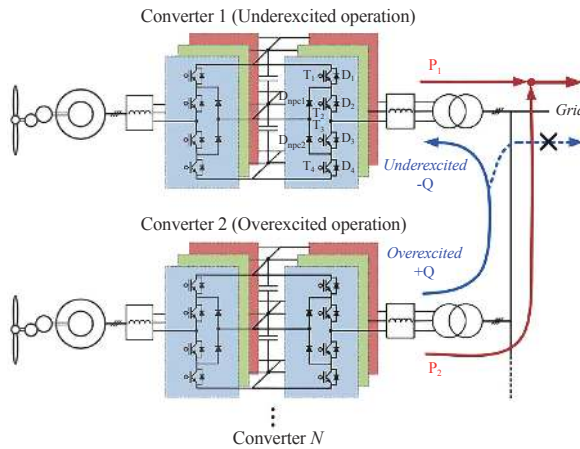 Converter 1 (Underexcited operation)
P1
T1 D1
Dnpc1 D2
T2
T3
Dnpc2 D3
T4 D4
Grid
Underexcited
-Q
Converter 2 (Overexcited operation)
Overexcited
+Q
P2
Converter N